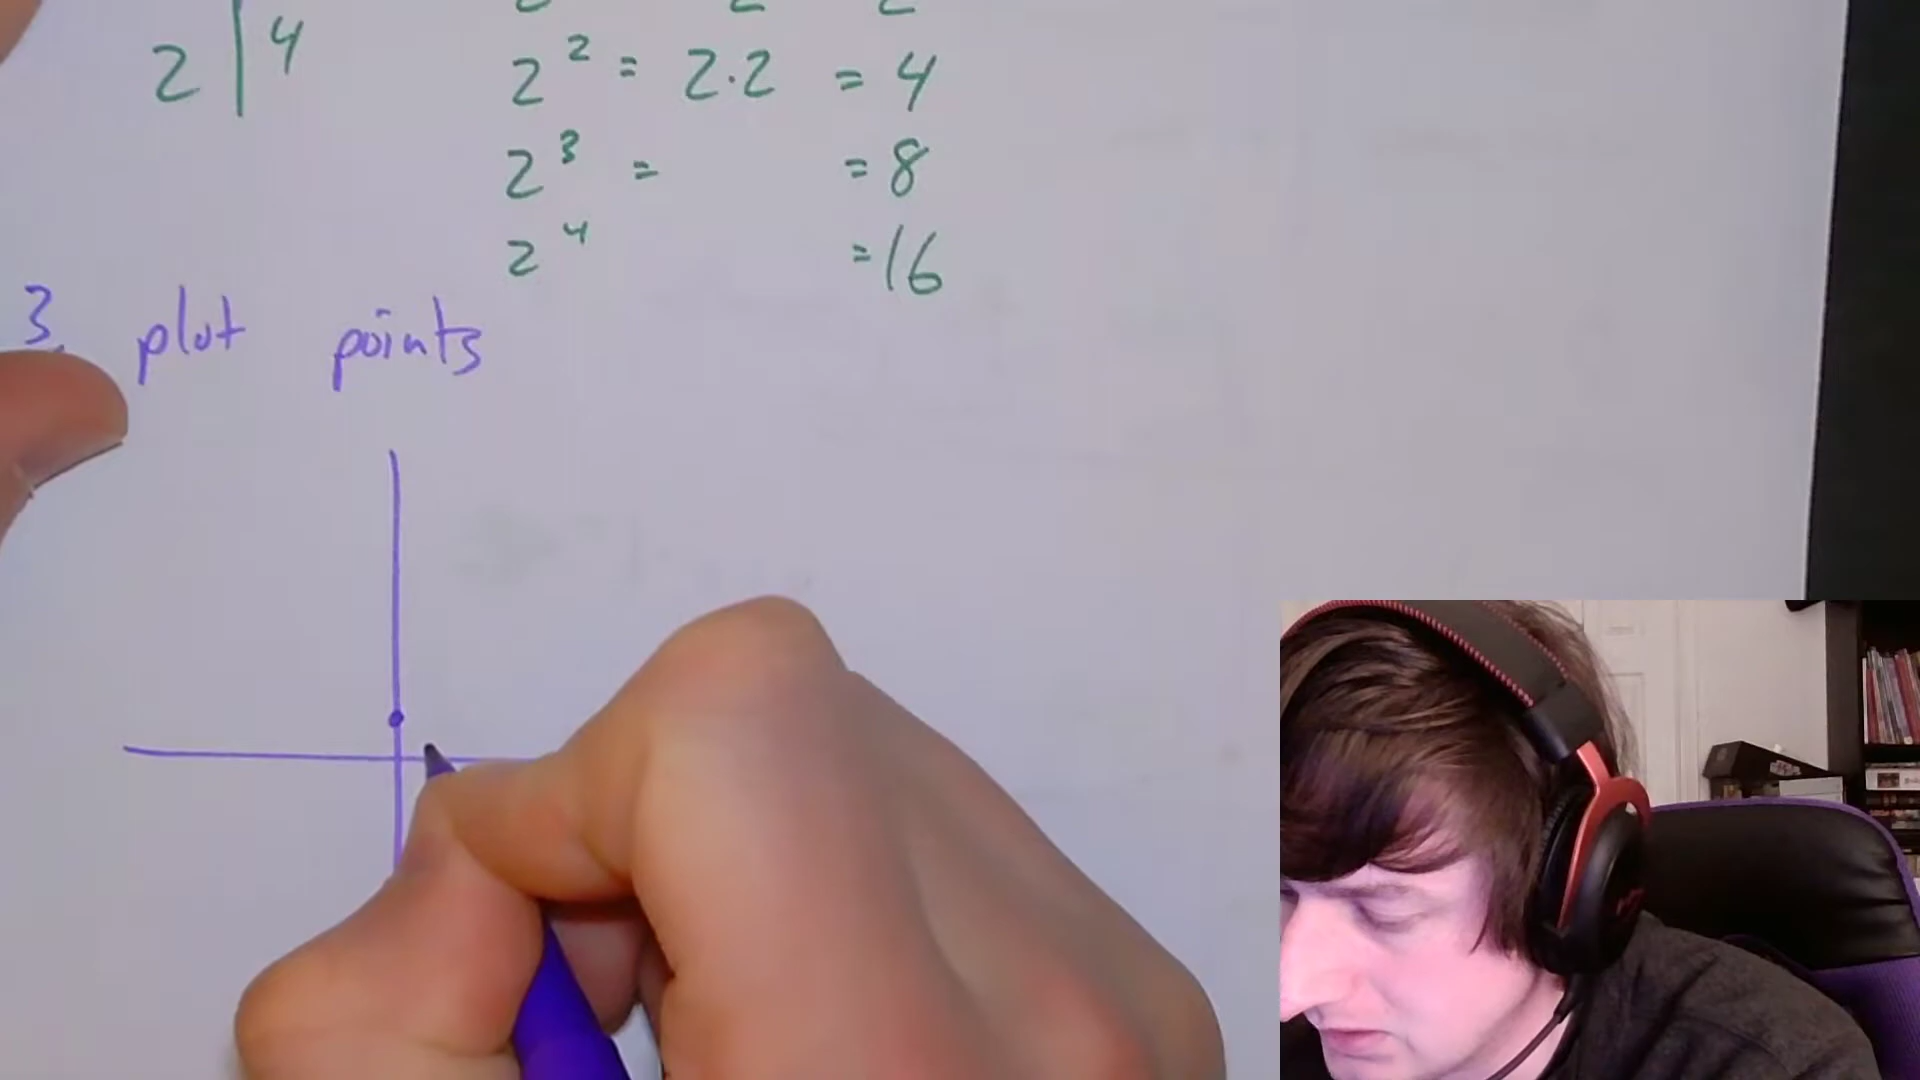 2 | 4
2² = 2·2 = 4
2³ = = 8
2⁴ = 16
3. plot points